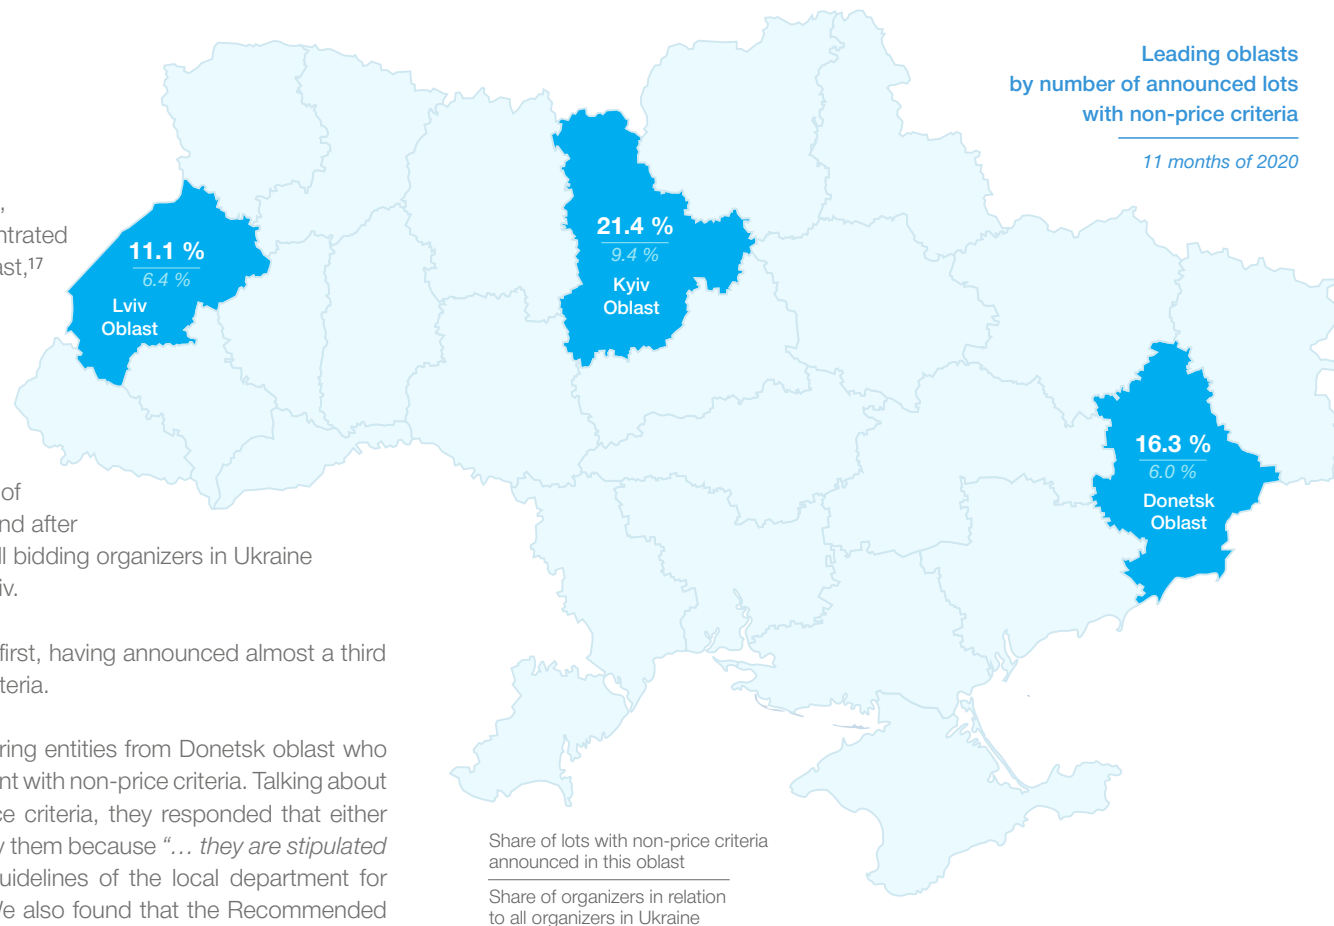 Leading oblasts
by number of announced lots
with non-price criteria
11 months of 2020
11.1 %
6.4 %
Lviv
Oblast
21.4 %
9.4 %
Kyiv
Oblast
16.3 %
6.0 %
Donetsk
Oblast
,
ntrated
ast,17
of
nd after
ll bidding organizers in Ukraine
iv.
first, having announced almost a third
teria.
ring entities from Donetsk oblast who
nt with non-price criteria. Talking about
ce criteria, they responded that either
y them because “… they are stipulated
uidelines of the local department for
We also found that the Recommended
Share of lots with non-price criteria
announced in this oblast
Share of organizers in relation
to all organizers in Ukraine